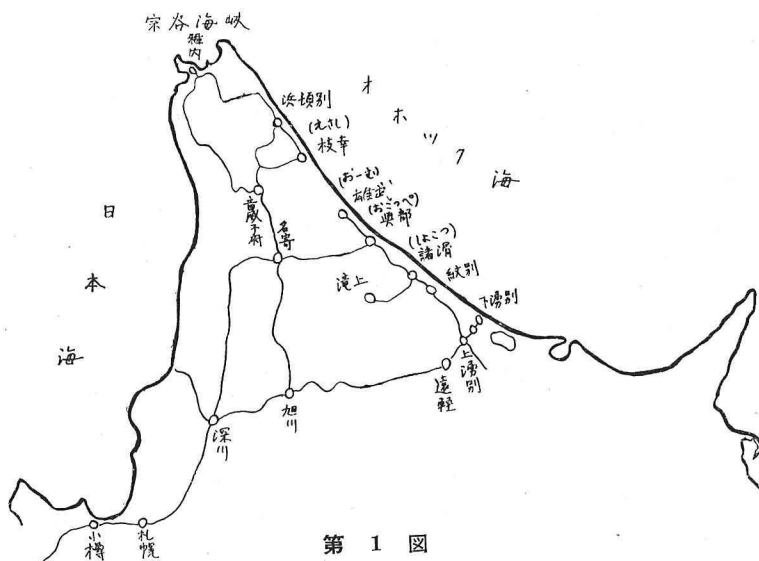 宗谷海峡
稚内
オホツク海
浜頓別
(えさし)
枝幸
(おーむ)
雄武
(おこっぺ)
興部
(しょこつ)
諸滑
紋別
下湧別
上湧別
遠軽
滝上
音威子府
名寄
日本海
旭川
深川
札幌
小樽
第1図